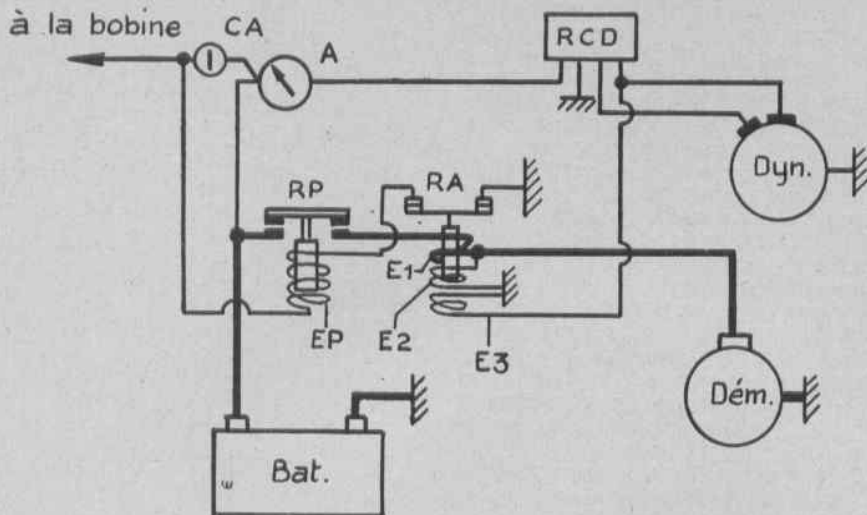 à la bobine
CA
A
RCD
Dyn.
RP
RA
E1
EP
E2
E3
Dém.
Bat.